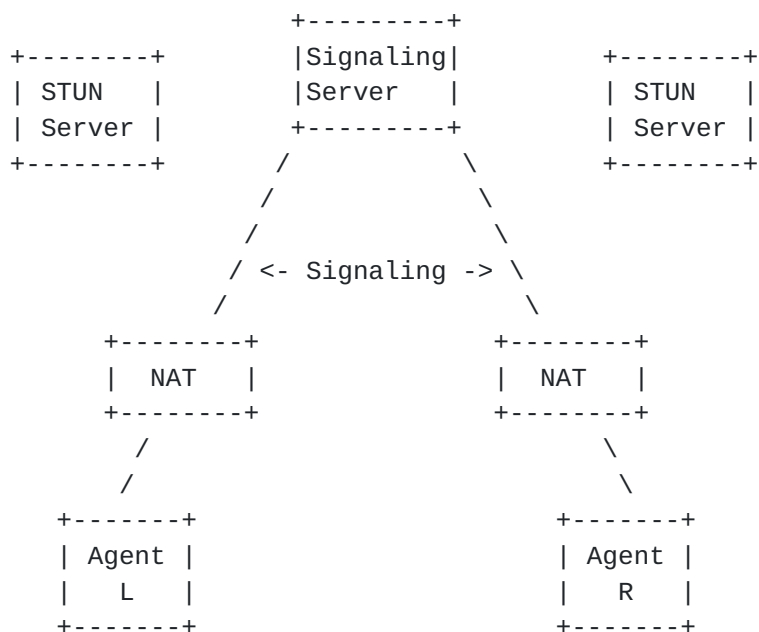 Signaling
Server
STUN
Server
STUN
Server
<- Signaling ->
NAT
NAT
Agent
L
Agent
R